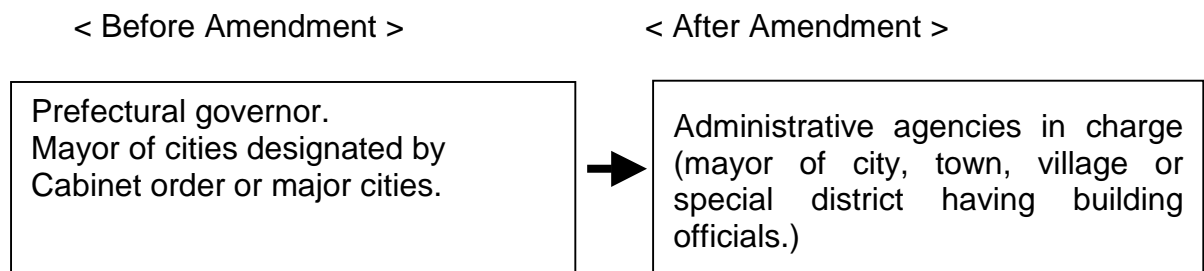 < Before Amendment >
< After Amendment >
Prefectural governor.
Mayor of cities designated by
Cabinet order or major cities.
Administrative agencies in charge
(mayor of city, town, village or
special district having building
officials.)